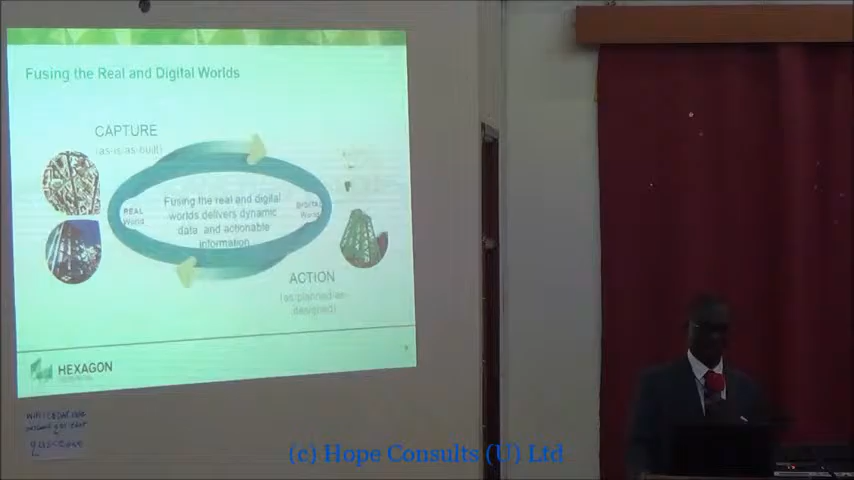 Fusing the Real and Digital Worlds
CAPTURE
(as-is/as-built)
REAL
World
Fusing the real and digital
worlds delivers dynamic
data and actionable
information
DIGITAL
World
ACTION
(as-planned/as-
designed)
HEXAGON
(c) Hope Consults (U) Ltd